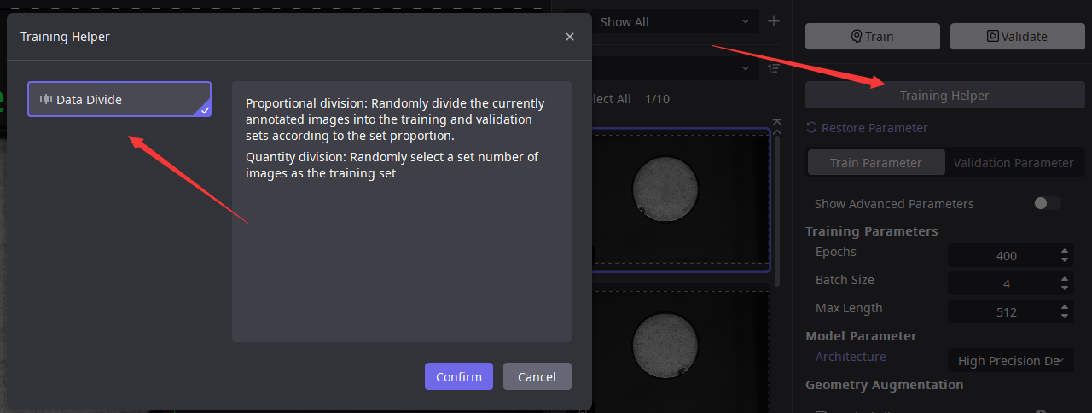 Training Helper
Data Divide
Proportional division: Randomly divide the currently
annotated images into the training and validation
sets according to the set proportion.
Quantity division: Randomly select a set number of
images as the training set
Confirm
Cancel
Show All
lect All 1/10
Train
Validate
Training Helper
Restore Parameter
Train Parameter
Validation Parameter
Show Advanced Parameters
Training Parameters
Epochs
400
Batch Size
4
Max Length
512
Model Parameter
Architecture
High Precision De
Geometry Augmentation